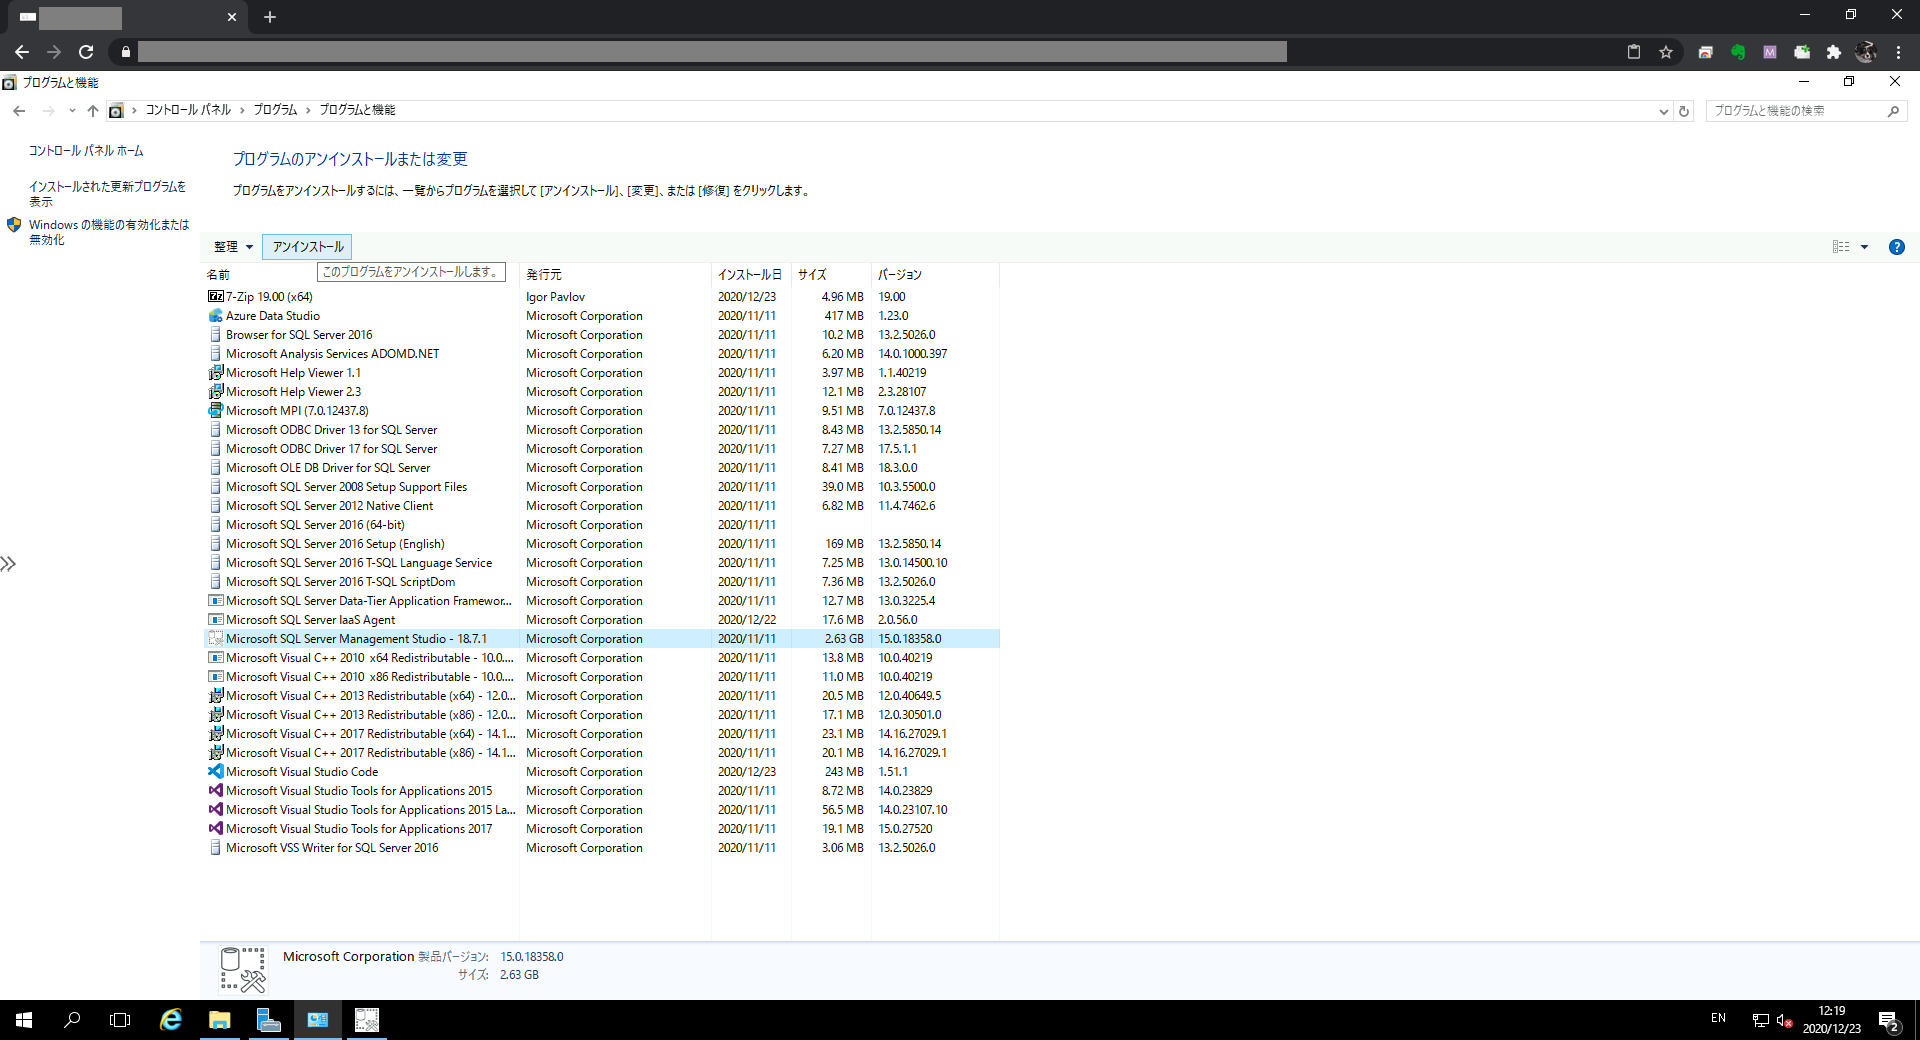 プログラムと機能
コントロール パネル
プログラム
プログラムと機能
プログラムと機能の検索
コントロール パネル ホーム
インストールされた更新プログラムを
表示
Windows の機能の有効化または
無効化
プログラムのアンインストールまたは変更
プログラムをアンインストールするには、一覧からプログラムを選択して [アンインストール]、[変更]、または [修復] をクリックします。
整理 アンインストール
名前 発行元 インストール日 サイズ バージョン
このプログラムをアンインストールします。
7-Zip 19.00 (x64) Igor Pavlov 2020/12/23 4.96 MB 19.00
Azure Data Studio Microsoft Corporation 2020/11/11 417 MB 1.23.0
Browser for SQL Server 2016 Microsoft Corporation 2020/11/11 10.2 MB 13.2.5026.0
Microsoft Analysis Services ADOMD.NET Microsoft Corporation 2020/11/11 6.20 MB 14.0.1000.397
Microsoft Help Viewer 1.1 Microsoft Corporation 2020/11/11 3.97 MB 1.1.40219
Microsoft Help Viewer 2.3 Microsoft Corporation 2020/11/11 12.1 MB 2.3.28107
Microsoft MPI (7.0.12437.8) Microsoft Corporation 2020/11/11 9.51 MB 7.0.12437.8
Microsoft ODBC Driver 13 for SQL Server Microsoft Corporation 2020/11/11 8.43 MB 13.2.5850.14
Microsoft ODBC Driver 17 for SQL Server Microsoft Corporation 2020/11/11 7.27 MB 17.5.1.1
Microsoft OLE DB Driver for SQL Server Microsoft Corporation 2020/11/11 8.41 MB 18.3.0.0
Microsoft SQL Server 2008 Setup Support Files Microsoft Corporation 2020/11/11 39.0 MB 10.3.5500.0
Microsoft SQL Server 2012 Native Client Microsoft Corporation 2020/11/11 6.82 MB 11.4.7462.6
Microsoft SQL Server 2016 (64-bit) Microsoft Corporation 2020/11/11
Microsoft SQL Server 2016 Setup (English) Microsoft Corporation 2020/11/11 169 MB 13.2.5850.14
Microsoft SQL Server 2016 T-SQL Language Service Microsoft Corporation 2020/11/11 7.25 MB 13.0.14500.10
Microsoft SQL Server 2016 T-SQL ScriptDom Microsoft Corporation 2020/11/11 7.36 MB 13.2.5026.0
Microsoft SQL Server Data-Tier Application Framewor... Microsoft Corporation 2020/11/11 12.7 MB 13.0.3225.4
Microsoft SQL Server IaaS Agent Microsoft Corporation 2020/12/22 17.6 MB 2.0.56.0
Microsoft SQL Server Management Studio - 18.7.1 Microsoft Corporation 2020/11/11 2.63 GB 15.0.18358.0
Microsoft Visual C++ 2010 x64 Redistributable - 10.0.... Microsoft Corporation 2020/11/11 13.8 MB 10.0.40219
Microsoft Visual C++ 2010 x86 Redistributable - 10.0.... Microsoft Corporation 2020/11/11 11.0 MB 10.0.40219
Microsoft Visual C++ 2013 Redistributable (x64) - 12.0... Microsoft Corporation 2020/11/11 20.5 MB 12.0.40649.5
Microsoft Visual C++ 2013 Redistributable (x86) - 12.0... Microsoft Corporation 2020/11/11 17.1 MB 12.0.30501.0
Microsoft Visual C++ 2017 Redistributable (x64) - 14.1... Microsoft Corporation 2020/11/11 23.1 MB 14.16.27029.1
Microsoft Visual C++ 2017 Redistributable (x86) - 14.1... Microsoft Corporation 2020/11/11 20.1 MB 14.16.27029.1
Microsoft Visual Studio Code Microsoft Corporation 2020/12/23 243 MB 1.51.1
Microsoft Visual Studio Tools for Applications 2015 Microsoft Corporation 2020/11/11 8.72 MB 14.0.23829
Microsoft Visual Studio Tools for Applications 2015 La... Microsoft Corporation 2020/11/11 56.5 MB 14.0.23107.10
Microsoft Visual Studio Tools for Applications 2017 Microsoft Corporation 2020/11/11 19.1 MB 15.0.27520
Microsoft VSS Writer for SQL Server 2016 Microsoft Corporation 2020/11/11 3.06 MB 13.2.5026.0
Microsoft Corporation 製品バージョン: 15.0.18358.0
サイズ: 2.63 GB
EN
12:19
2020/12/23
2